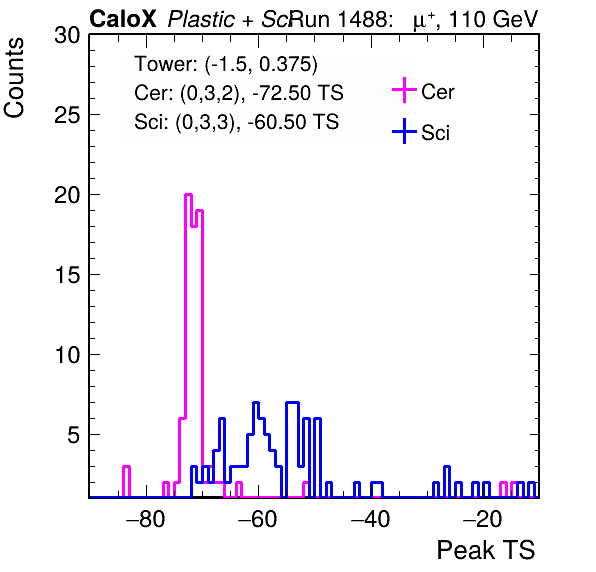 CaloX Plastic + Sci Run 1488: μ+, 110 GeV
Counts
30
25
20
15
10
5
Tower: (-1.5, 0.375)
Cer: (0,3,2), -72.50 TS
Sci: (0,3,3), -60.50 TS
Cer
Sci
−80 −60 −40 −20
Peak TS